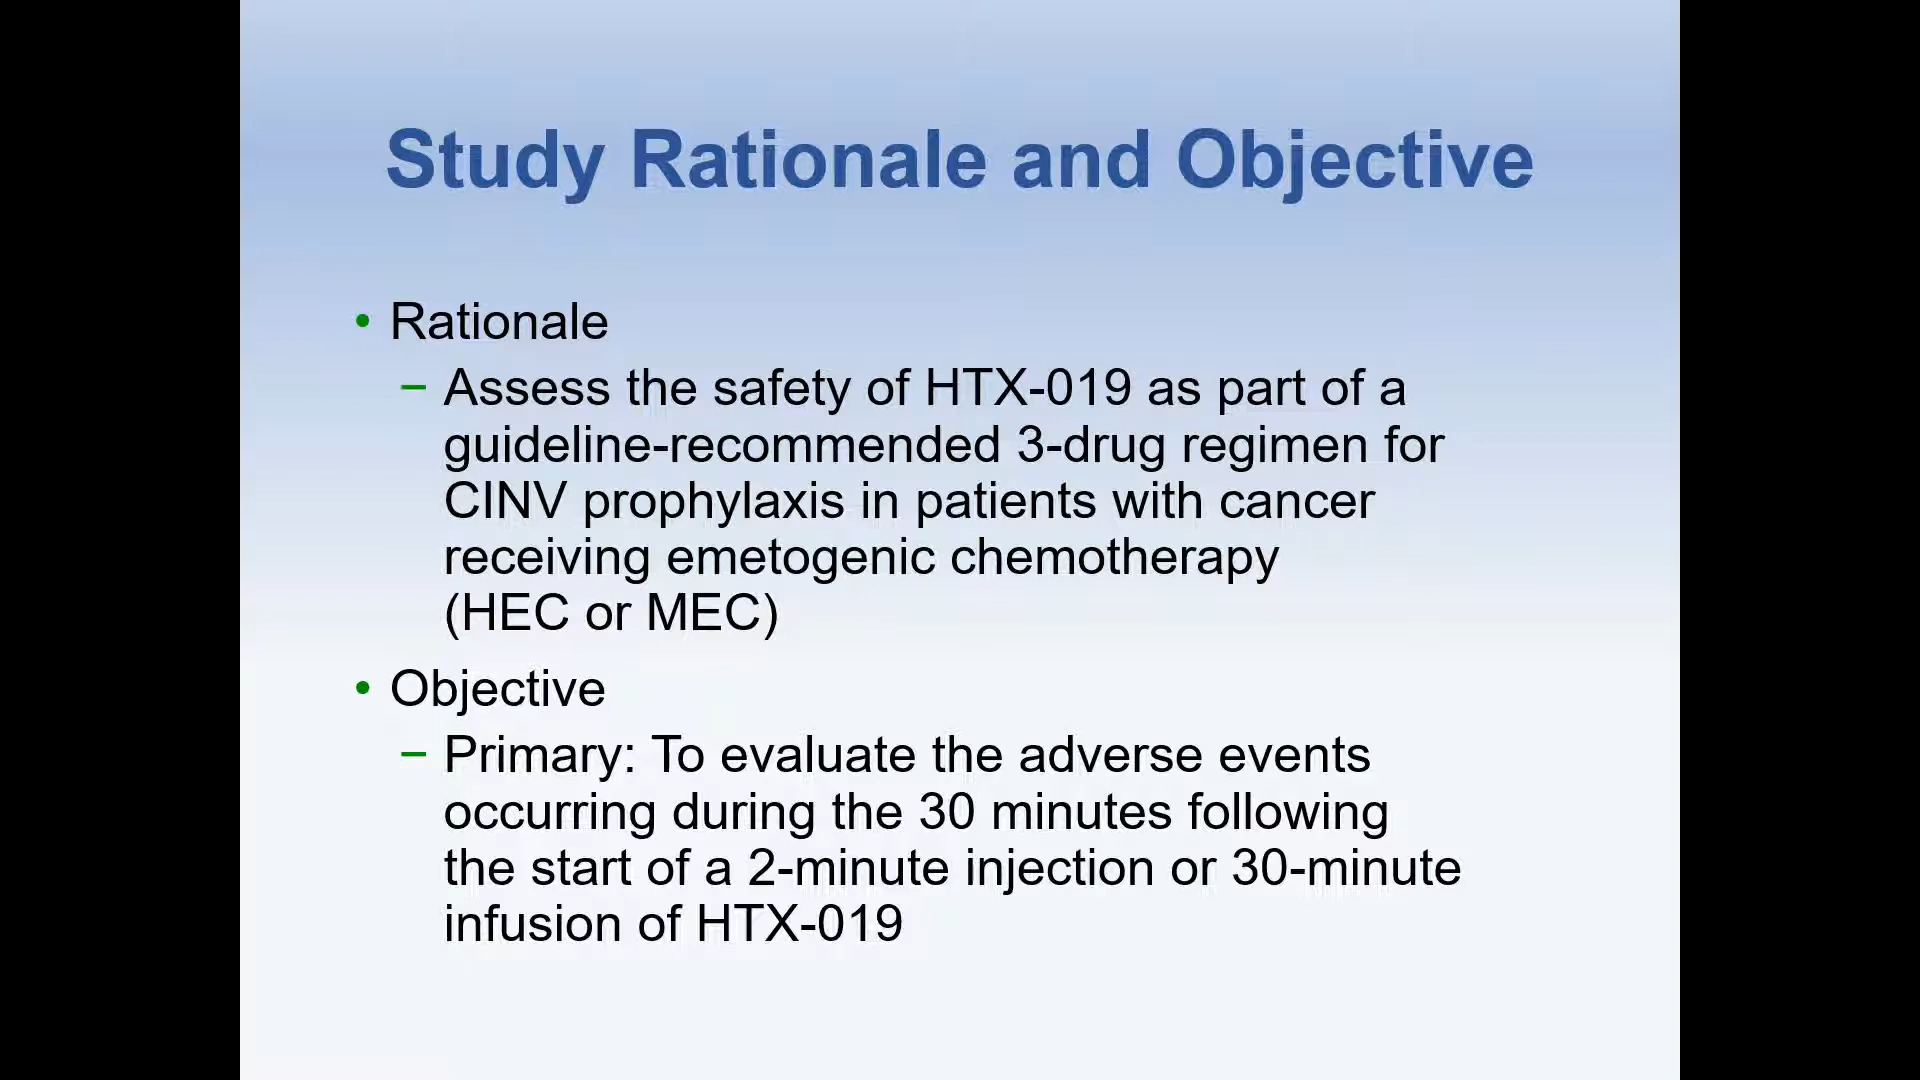 Study Rationale and Objective
• Rationale
− Assess the safety of HTX-019 as part of a
guideline-recommended 3-drug regimen for
CINV prophylaxis in patients with cancer
receiving emetogenic chemotherapy
(HEC or MEC)
• Objective
− Primary: To evaluate the adverse events
occurring during the 30 minutes following
the start of a 2-minute injection or 30-minute
infusion of HTX-019